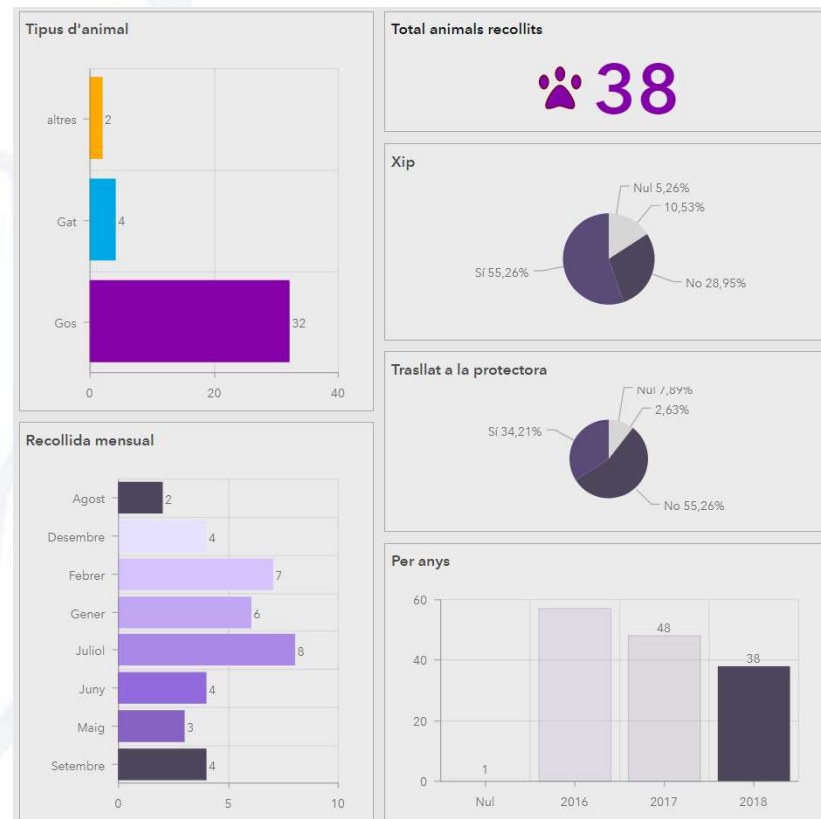 Tipus d'animal
altres
2
Gat
4
Gos
32
0
20
40
Recollida mensual
Agost
2
Desembre
4
Febrer
7
Gener
6
Juliol
8
Juny
4
Maig
3
Setembre
4
0
5
10
Total animals recollits
38
Xip
Nul 5,26%
10,53%
Sí 55,26%
No 28,95%
Trasllat a la protectora
Nul 7,89%
2,63%
Sí 34,21%
No 55,26%
Per anys
60
40
20
0
1
48
38
Nul
2016
2017
2018